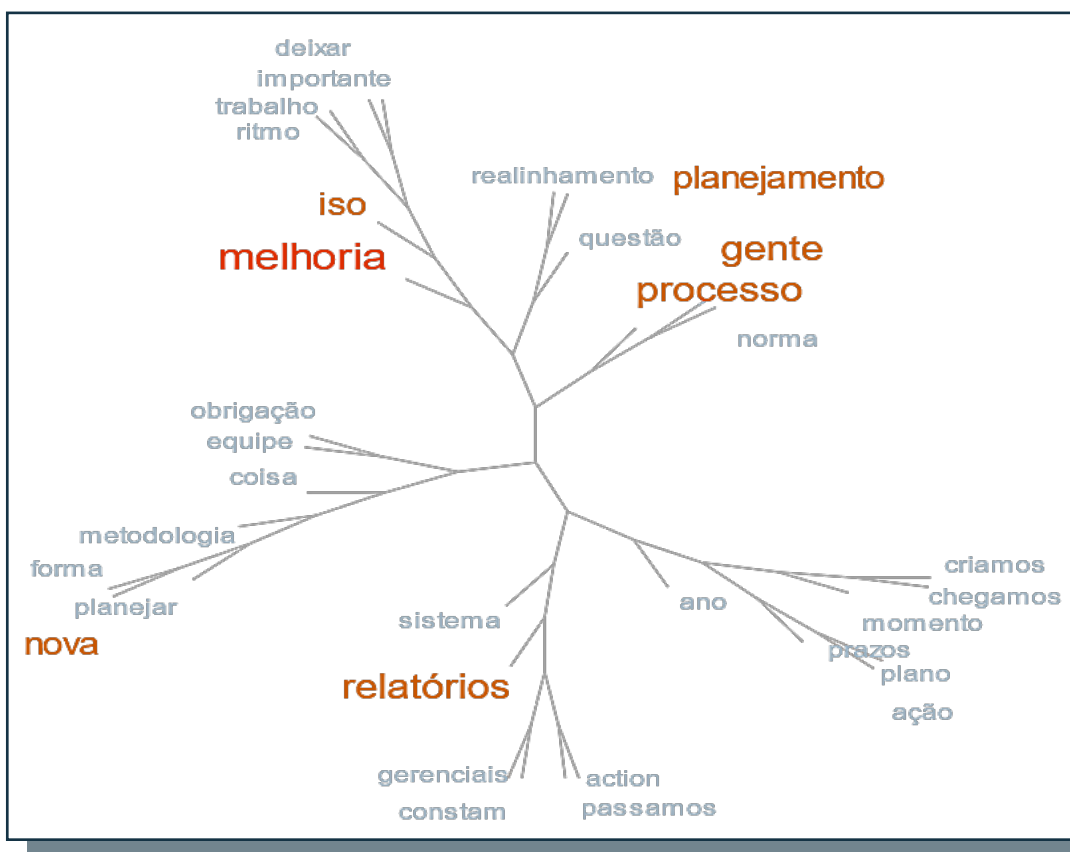 deixar
importante
trabalho
ritmo
realinhamento
planejamento
iso
questão
gente
melhoria
processo
norma
obrigação
equipe
coisa
metodologia
forma
planejar
nova
sistema
relatórios
ano
criamos
chegamos
momento
prazos
plano
ação
gerenciais
action
constam
passamos